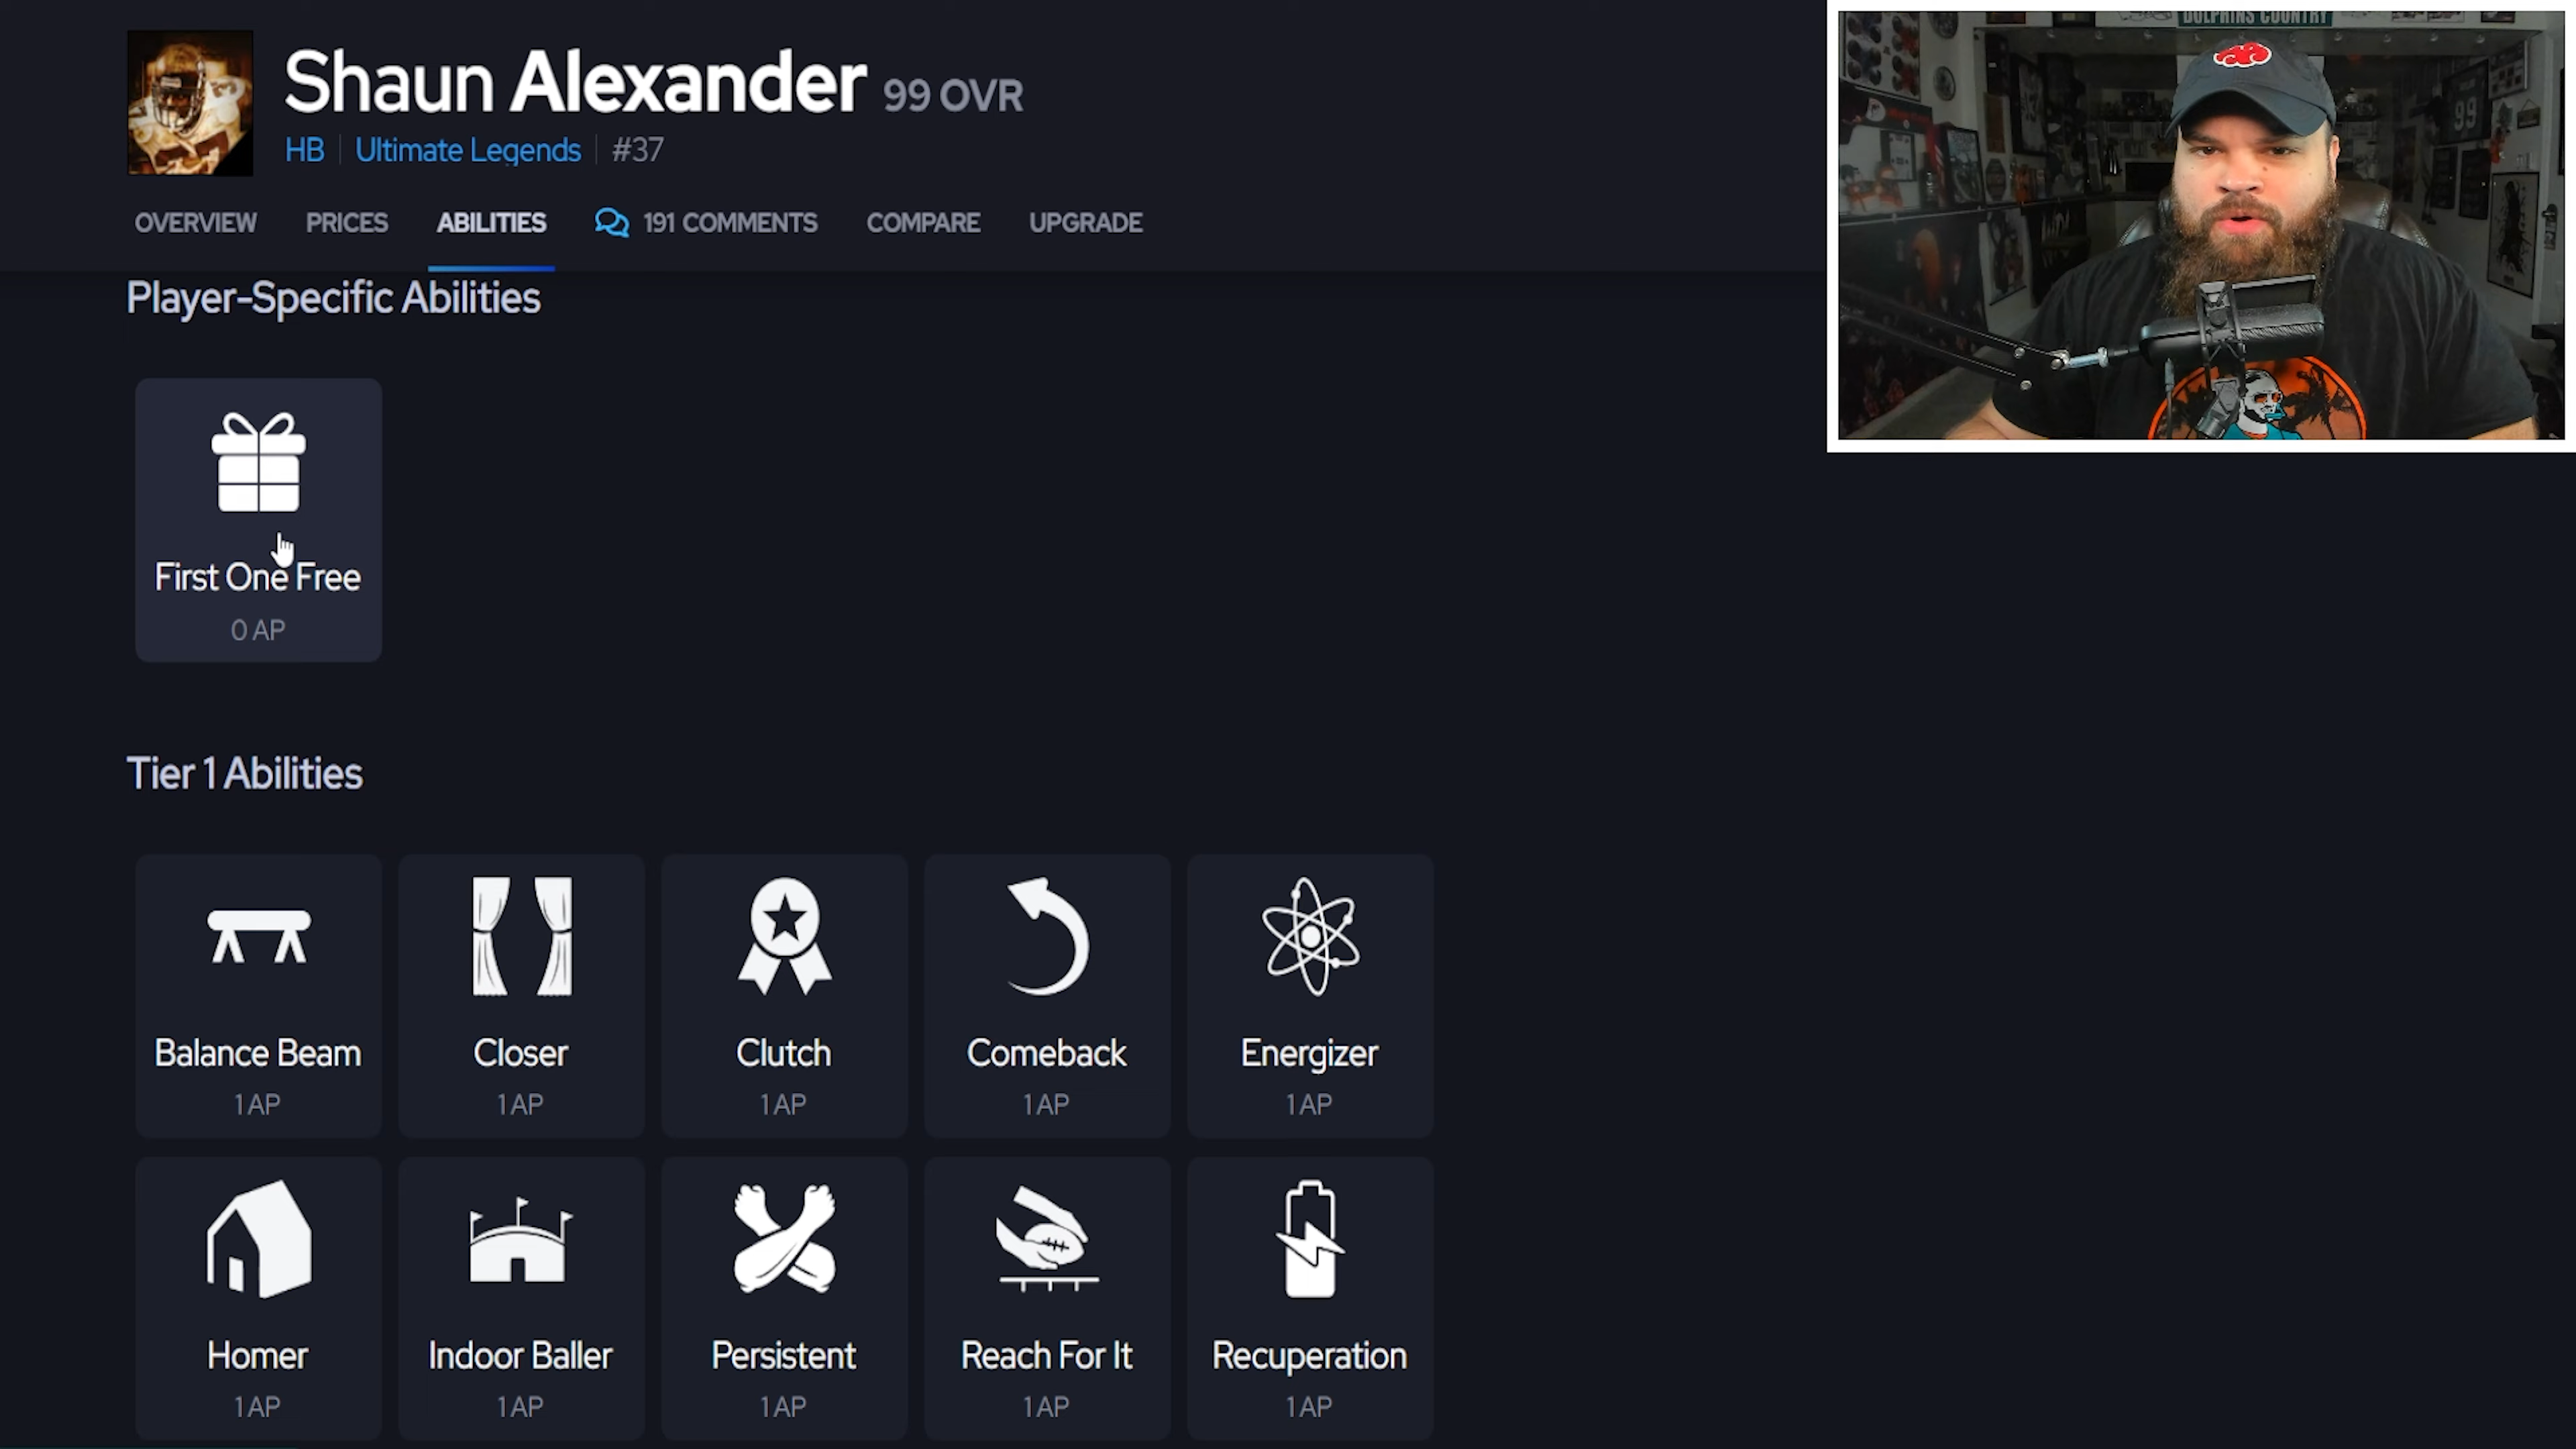 Shaun Alexander 99 OVR
HB | Ultimate Legends | #37
OVERVIEW PRICES ABILITIES 191 COMMENTS COMPARE UPGRADE
Player-Specific Abilities
First One Free
0 AP
Tier 1 Abilities
Balance Beam Closer Clutch Comeback Energizer
1 AP 1 AP 1 AP 1 AP 1 AP
Homer Indoor Baller Persistent Reach For It Recuperation
1 AP 1 AP 1 AP 1 AP 1 AP
DOLPHINS COUNTRY
99